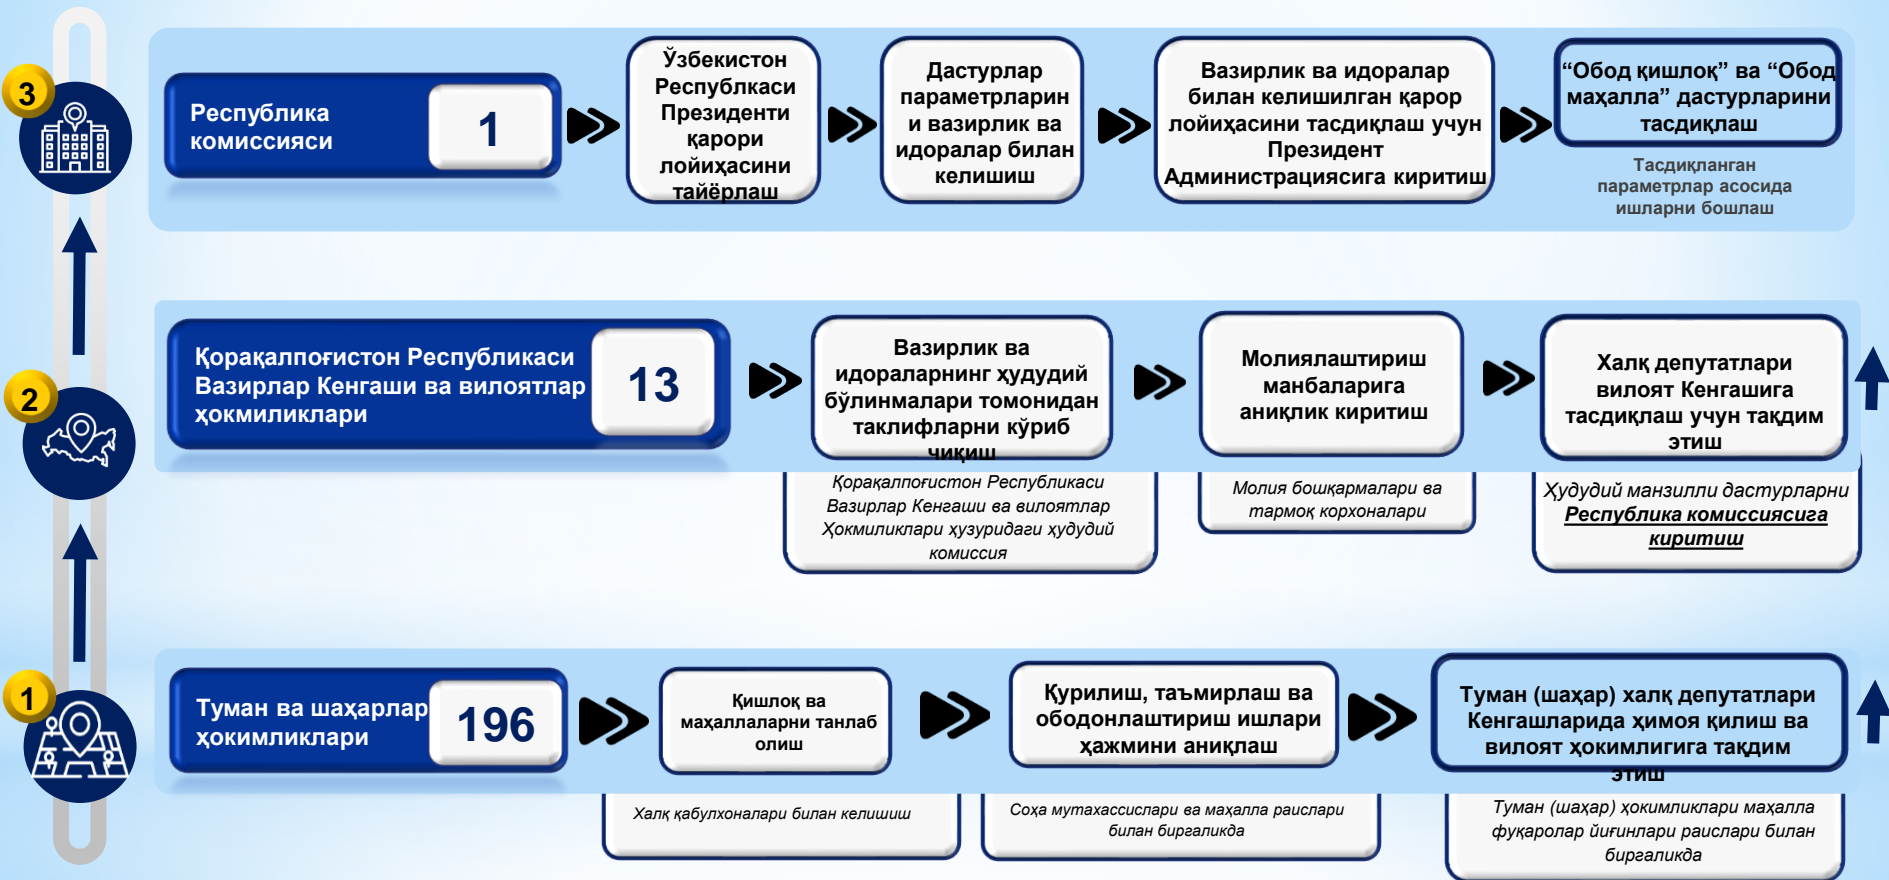 3
Республика
комиссияси
1
Ўзбекистон
Республкаси
Президенти
қарори
лойиҳасини
тайёрлаш
Дастурлар
параметрларин
и вазирлик ва
идоралар билан
келишиш
Вазирлик ва идоралар
билан келишилган қарор
лойиҳасини тасдиқлаш учун
Президент
Администрациясига киритиш
“Обод қишлоқ” ва “Обод
маҳалла” дастурларини
тасдиқлаш
Тасдиқланган
параметрлар асосида
ишларни бошлаш
2
Қорақалпоғистон Республикаси
Вазирлар Кенгаши ва вилоятлар
ҳокмиликлари
13
Вазирлик ва
идораларнинг ҳудудий
бўлинмалари томонидан
таклифларни кўриб
чиқиш
Қорақалпоғистон Республикаси
Вазирлар Кенгаши ва вилоятлар
Ҳокмиликлари ҳузуридаги ҳудудий
комиссия
Молиялаштириш
манбаларига
аниқлик киритиш
Молия бошқармалари ва
тармоқ корхоналари
Халқ депутатлари
вилоят Кенгашига
тасдиқлаш учун тақдим
этиш
Ҳудудий манзилли дастурларни
Республика комиссиясига
киритиш
1
Туман ва шаҳарлар
ҳокимликлари
196
Қишлоқ ва
маҳаллаларни танлаб
олиш
Халқ қабулхоналари билан келишиш
Қурилиш, таъмирлаш ва
ободонлаштириш ишлари
ҳажмини аниқлаш
Соҳа мутахассислари ва маҳалла раислари
билан биргаликда
Туман (шаҳар) халқ депутатлари
Кенгашларида ҳимоя қилиш ва
вилоят ҳокимлигига тақдим
этиш
Туман (шаҳар) ҳокимликлари маҳалла
фуқаролар йиғинлари раислари билан
биргаликда